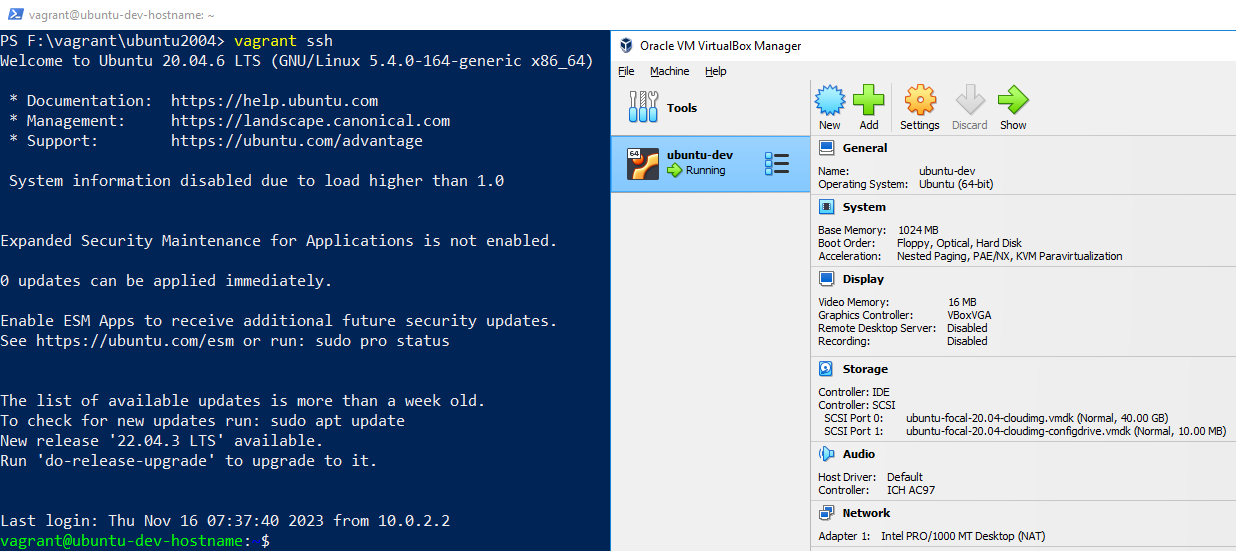 vagrant@ubuntu-dev-hostname: ~
PS F:\vagrant\ubuntu2004> vagrant ssh
Welcome to Ubuntu 20.04.6 LTS (GNU/Linux 5.4.0-164-generic x86_64)
* Documentation: https://help.ubuntu.com
* Management: https://landscape.canonical.com
* Support: https://ubuntu.com/advantage
System information disabled due to load higher than 1.0
Expanded Security Maintenance for Applications is not enabled.
0 updates can be applied immediately.
Enable ESM Apps to receive additional future security updates.
See https://ubuntu.com/esm or run: sudo pro status
The list of available updates is more than a week old.
To check for new updates run: sudo apt update
New release '22.04.3 LTS' available.
Run 'do-release-upgrade' to upgrade to it.
Last login: Thu Nov 16 07:37:40 2023 from 10.0.2.2
vagrant@ubuntu-dev-hostname:~$
Oracle VM VirtualBox Manager
File Machine Help
Tools
New Add Settings Discard Show
64
ubuntu-dev
Running
General
Name: ubuntu-dev
Operating System: Ubuntu (64-bit)
System
Base Memory: 1024 MB
Boot Order: Floppy, Optical, Hard Disk
Acceleration: Nested Paging, PAE/NX, KVM Paravirtualization
Display
Video Memory: 16 MB
Graphics Controller: VBoxVGA
Remote Desktop Server: Disabled
Recording: Disabled
Storage
Controller: IDE
Controller: SCSI
SCSI Port 0: ubuntu-focal-20.04-cloudimg.vmdk (Normal, 40.00 GB)
SCSI Port 1: ubuntu-focal-20.04-cloudimg-configdrive.vmdk (Normal, 10.00 MB)
Audio
Host Driver: Default
Controller: ICH AC97
Network
Adapter 1: Intel PRO/1000 MT Desktop (NAT)